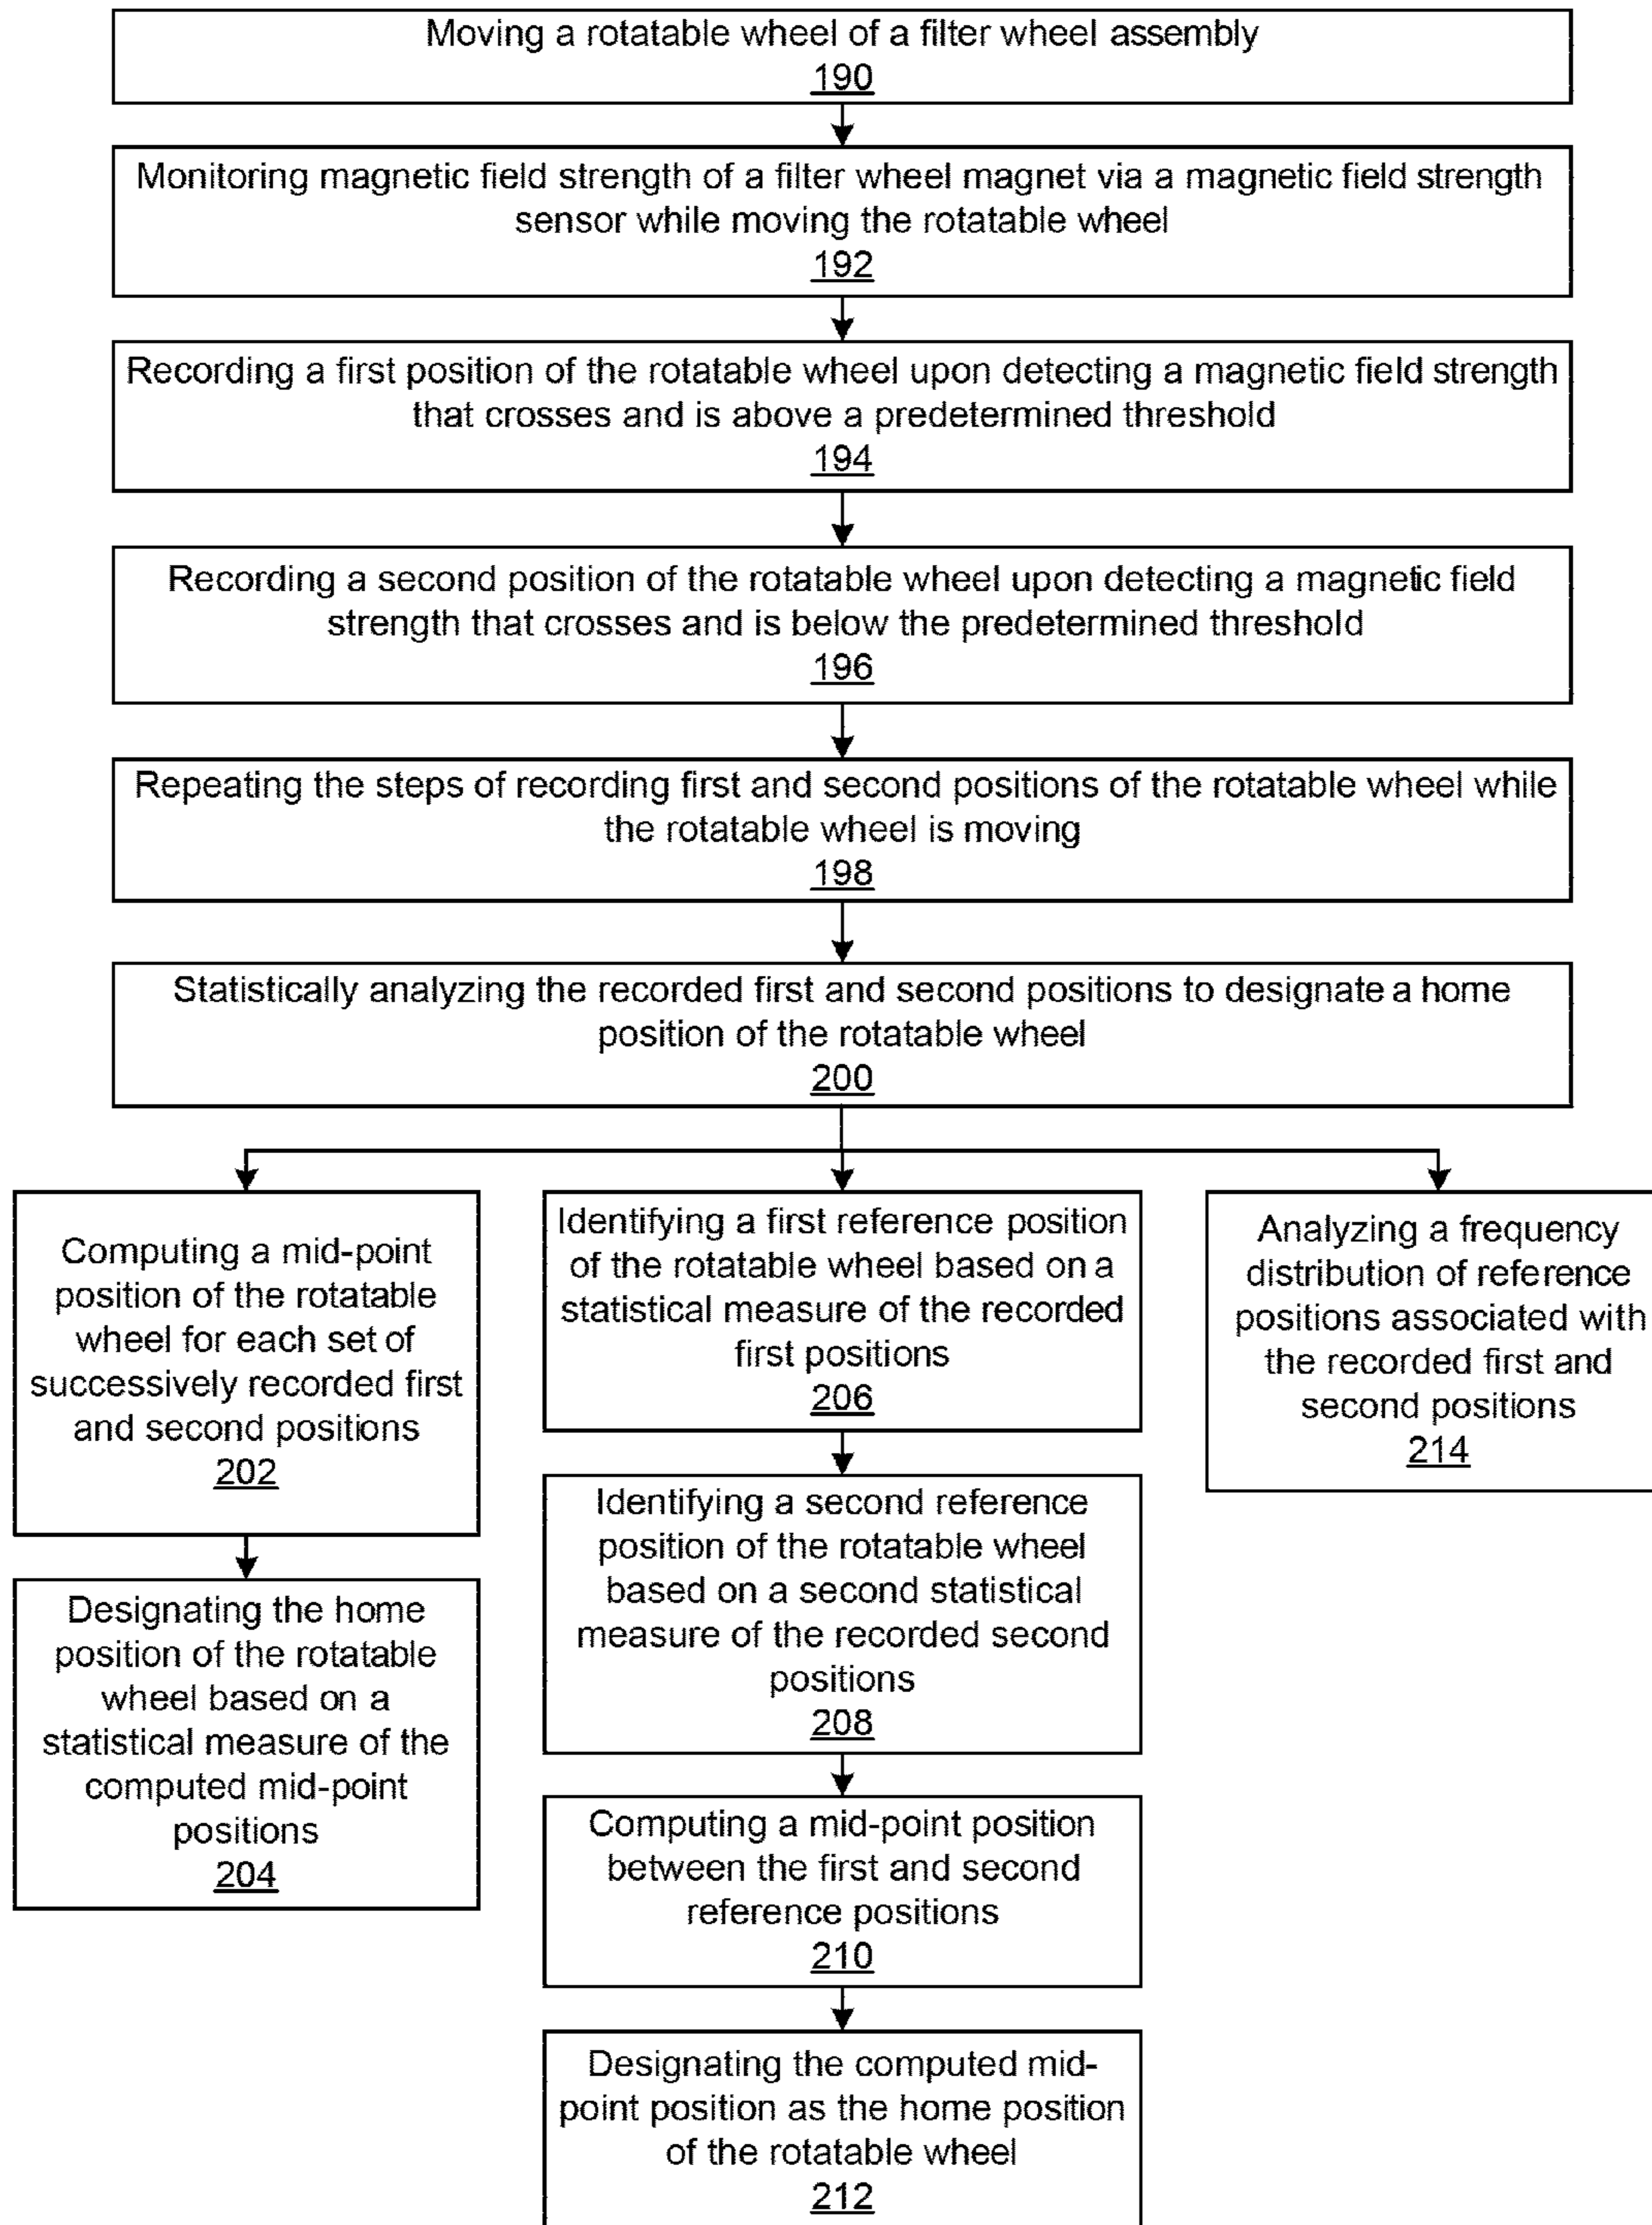 Moving a rotatable wheel of a filter wheel assembly
190
Monitoring magnetic field strength of a filter wheel magnet via a magnetic field strength
sensor while moving the rotatable wheel
192
Recording a first position of the rotatable wheel upon detecting a magnetic field strength
that crosses and is above a predetermined threshold
194
Recording a second position of the rotatable wheel upon detecting a magnetic field
strength that crosses and is below the predetermined threshold
196
Repeating the steps of recording first and second positions of the rotatable wheel while
the rotatable wheel is moving
198
Statistically analyzing the recorded first and second positions to designate a home
position of the rotatable wheel
200
Computing a mid-point
position of the rotatable
wheel for each set of
successively recorded first
and second positions
202
Designating the home
position of the rotatable
wheel based on a
statistical measure of the
computed mid-point
positions
204
Identifying a first reference position
of the rotatable wheel based on a
statistical measure of the recorded
first positions
206
Identifying a second reference
position of the rotatable wheel
based on a second statistical
measure of the recorded second
positions
208
Computing a mid-point position
between the first and second
reference positions
210
Designating the computed mid-
point position as the home position
of the rotatable wheel
212
Analyzing a frequency
distribution of reference
positions associated with
the recorded first and
second positions
214